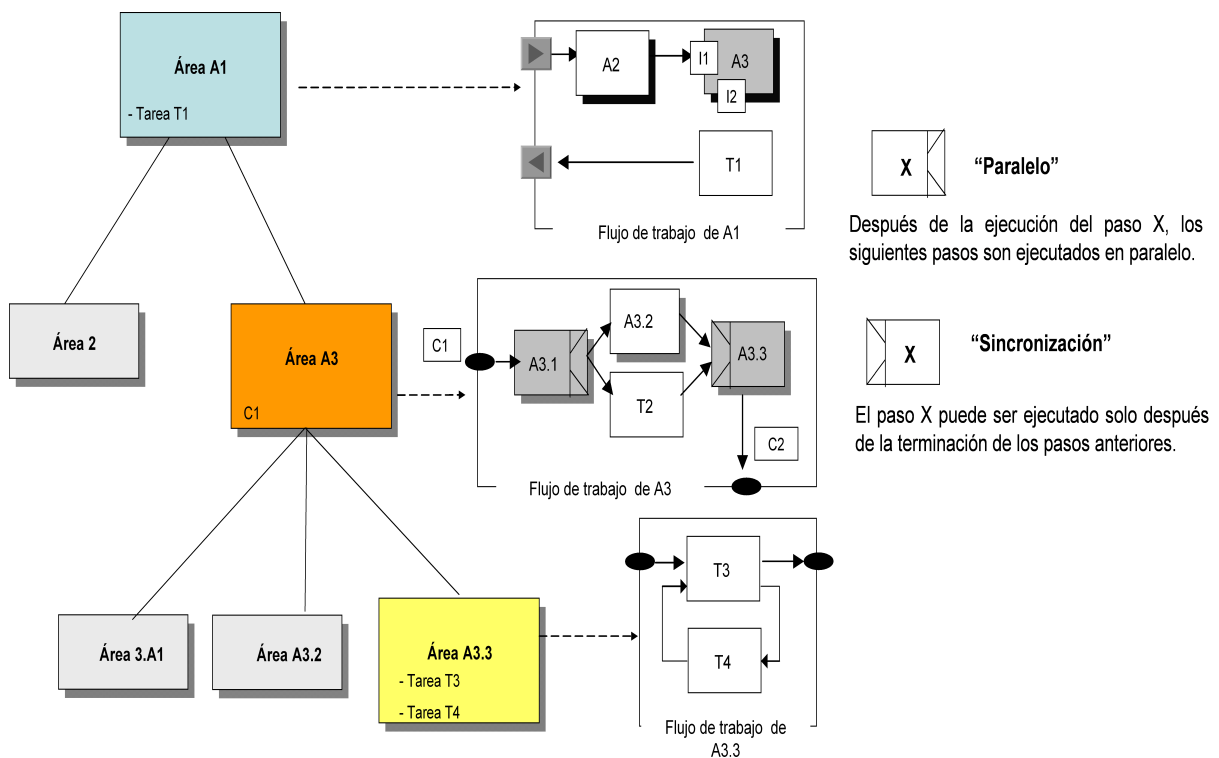 Área A1
- Tarea T1
Área 2
Área A3
C1
Área 3.A1
Área A3.2
Área A3.3
- Tarea T3
- Tarea T4
A2
I1
A3
I2
T1
Flujo de trabajo de A1
C1
A3.1
A3.2
T2
A3.3
C2
Flujo de trabajo de A3
T3
T4
Flujo de trabajo de
A3.3
X
“Paralelo”
Después de la ejecución del paso X, los
siguientes pasos son ejecutados en paralelo.
X
“Sincronización”
El paso X puede ser ejecutado solo después
de la terminación de los pasos anteriores.